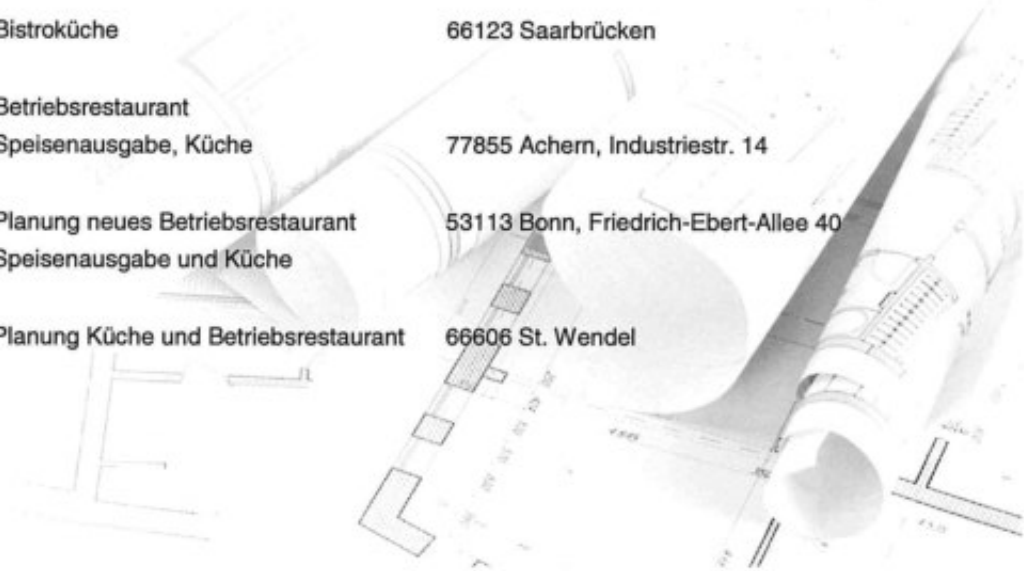 Bistroküche 66123 Saarbrücken
Betriebsrestaurant
Speisenausgabe, Küche 77855 Achern, Industriestr. 14
Planung neues Betriebsrestaurant 53113 Bonn, Friedrich-Ebert-Allee 40
Speisenausgabe und Küche
Planung Küche und Betriebsrestaurant 66606 St. Wendel